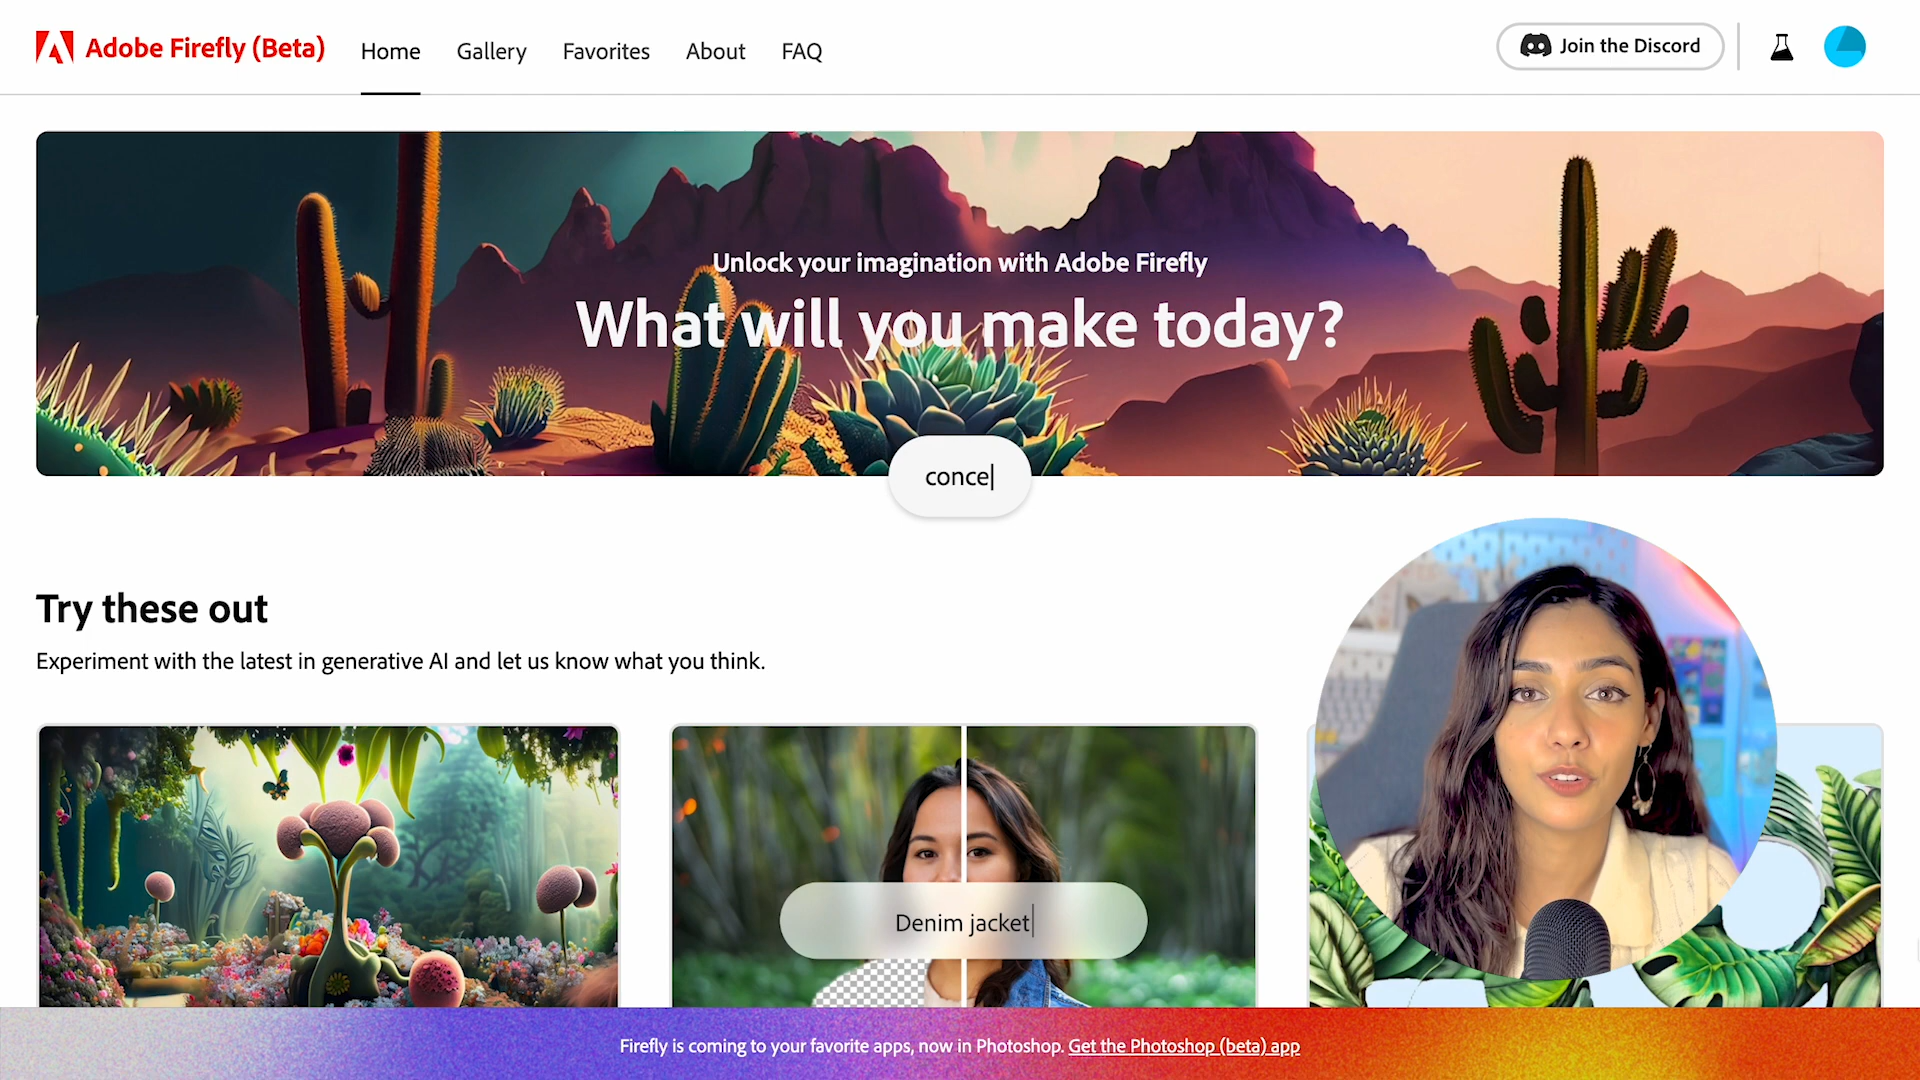 Adobe Firefly (Beta)
Home
Gallery
Favorites
About
FAQ
Join the Discord
Unlock your imagination with Adobe Firefly
What will you make today?
conce
Try these out
Experiment with the latest in generative AI and let us know what you think.
Denim jacket
Firefly is coming to your favorite apps, now in Photoshop. Get the Photoshop (beta) app